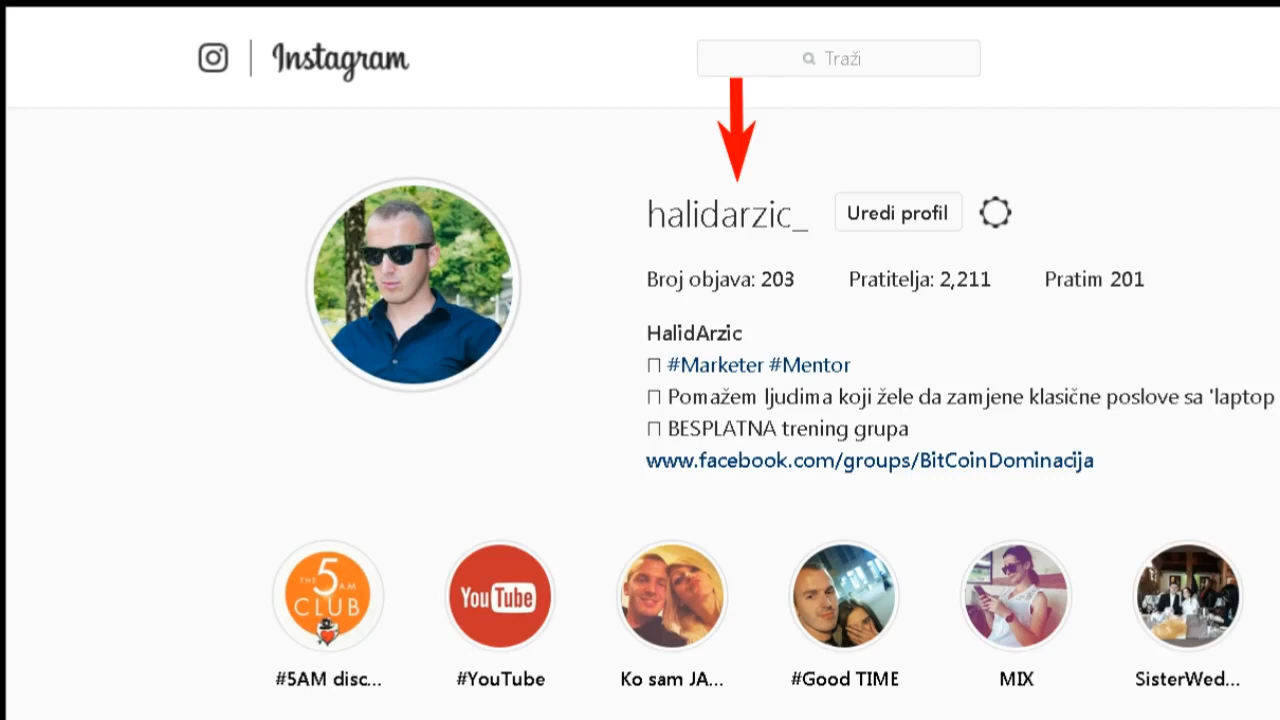 Instagram
Traži
halidarzic_ Uredi profil
Broj objava: 203 Pratitelja: 2,211 Pratim 201
HalidArzic
#Marketer #Mentor
Pomažem ljudima koji žele da zamjene klasične poslove sa 'laptop
BESPLATNA trening grupa
www.facebook.com/groups/BitCoinDominacija
THE 5 AM CLUB
YouTube
#5AM disc... #YouTube Ko sam JA... #Good TIME MIX SisterWed...